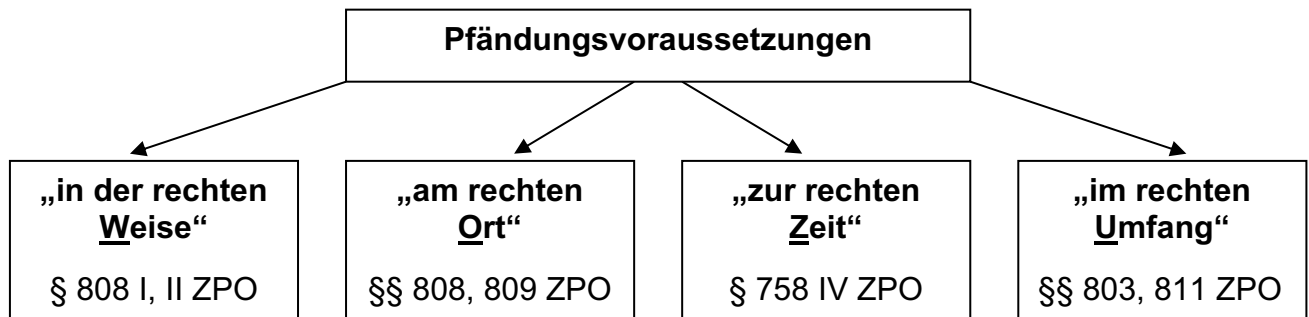 Pfändungsvoraussetzungen
„in der rechten
Weise“
§ 808 I, II ZPO
„am rechten
Ort“
§§ 808, 809 ZPO
„zur rechten
Zeit“
§ 758 IV ZPO
„im rechten
Umfang“
§§ 803, 811 ZPO